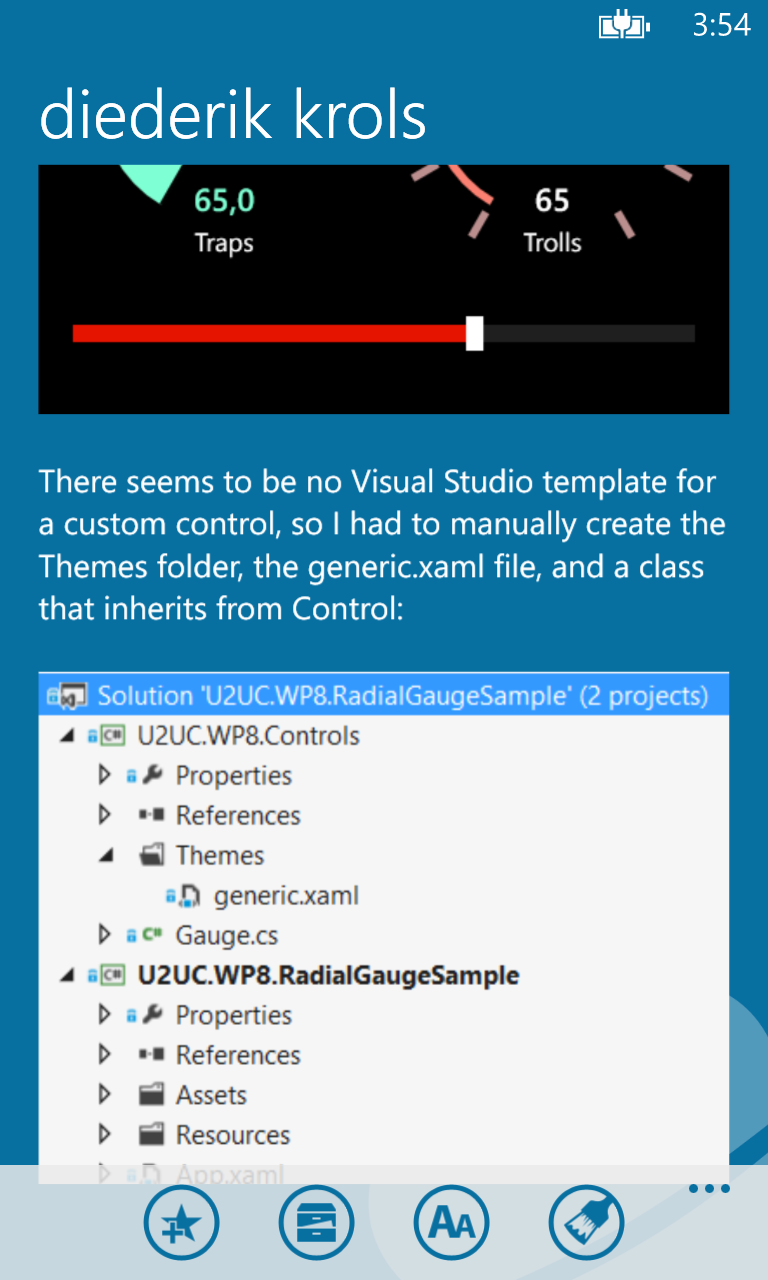 3:54
diederik krols
65,0
65
Traps
Trolls
There seems to be no Visual Studio template for
a custom control, so I had to manually create the
Themes folder, the generic.xaml file, and a class
that inherits from Control:
Solution 'U2UC.WP8.RadialGaugeSample' (2 projects)
C# U2UC.WP8.Controls
Properties
References
Themes
generic.xaml
C# Gauge.cs
C# U2UC.WP8.RadialGaugeSample
Properties
References
Assets
Resources
App.xaml
AA